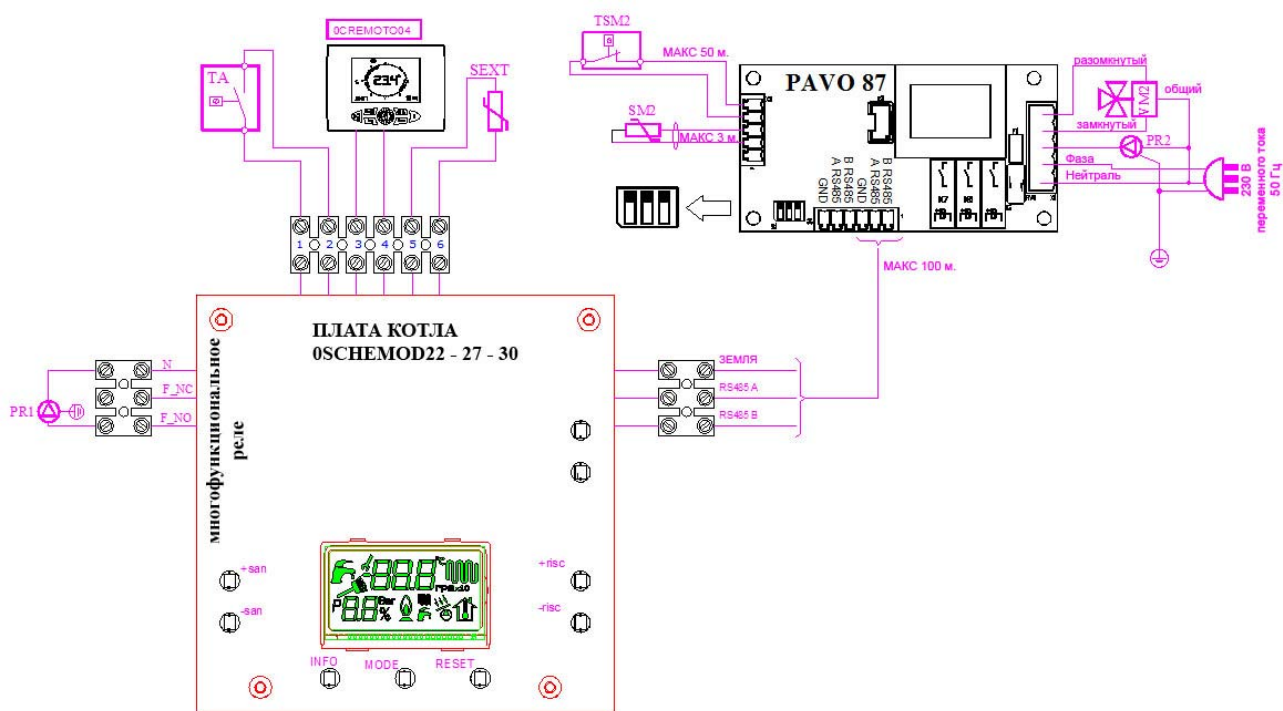 0CREMOTO04
TA
23.4
SEXT
1 2 3 4 5 6
TSM2
МАКС 50 м.
SM2
МАКС 3 м.
PAVO 87
B RS485
A RS485
GND
B RS485
A RS485
GND
разомкнутый
общий
VM2
замкнутый
PR2
Фаза
Нейтраль
230 В
переменного тока
50 Гц
МАКС 100 м.
ПЛАТА КОТЛА
0SCHEMOD22 - 27 - 30
многофункциональное
реле
N
F_NC
F_NO
PR1
ЗЕМЛЯ
RS485 A
RS485 B
+san
-san
+risc
-risc
P
Bar
%
INFO
MODE
RESET